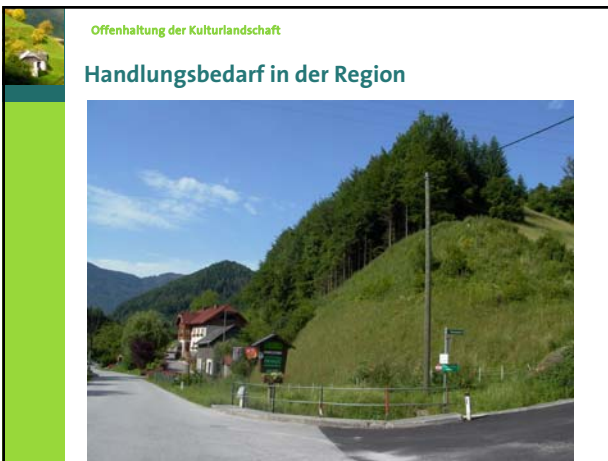 Offenhaltung der Kulturlandschaft
Handlungsbedarf in der Region